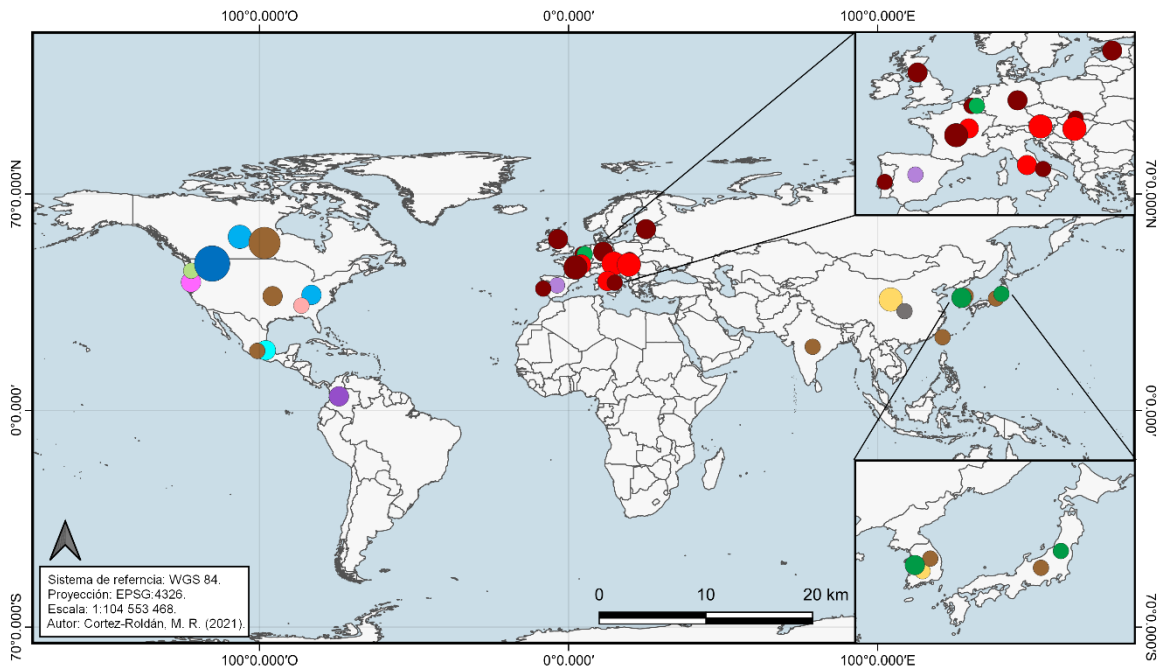 100°0.000'O 0°0.000' 100°0.000'E
70°0.000'N 70°0.000'N
0°0.000' 0°0.000'
70°0.000'S 70°0.000'S
Sistema de referncia: WGS 84.
Proyección: EPSG:4326.
Escala: 1:104 553 468.
Autor: Cortez-Roldán, M. R. (2021).
0 10 20 km
100°0.000'O 0°0.000' 100°0.000'E